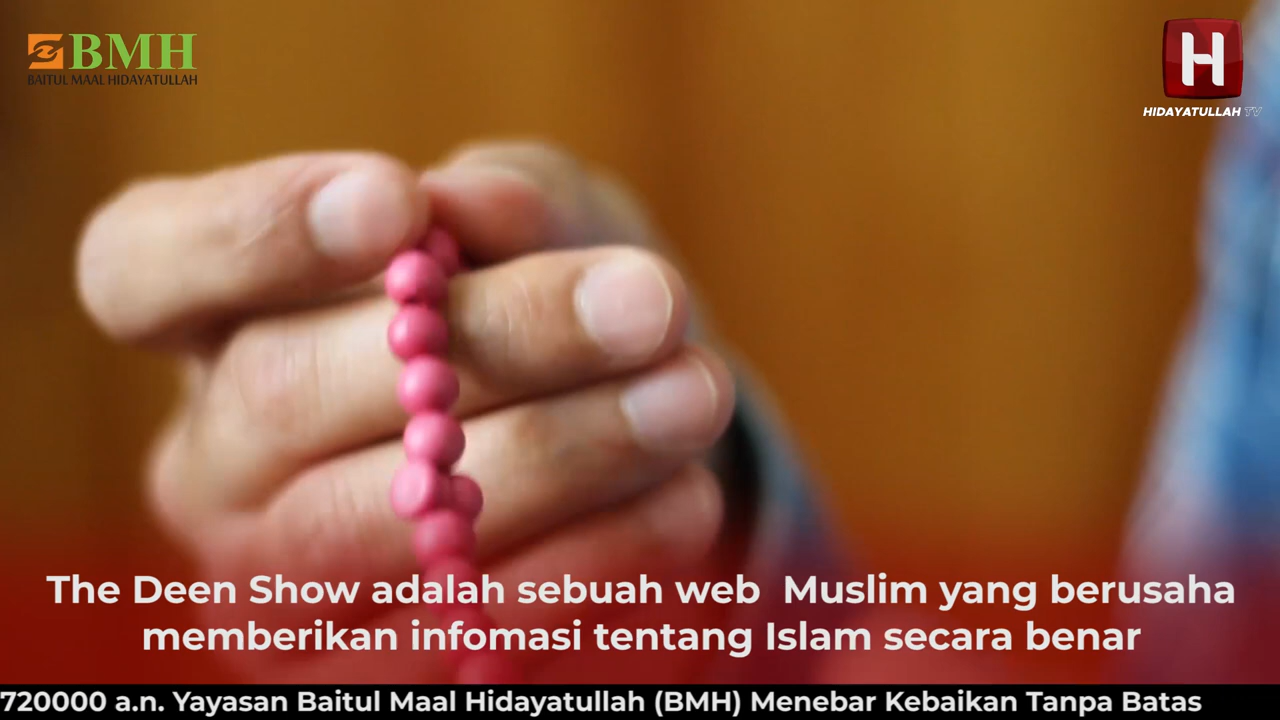 BMH
BAITUL MAAL HIDAYATULLAH
H
HIDAYATULLAH TV
The Deen Show adalah sebuah web Muslim yang berusaha
memberikan infomasi tentang Islam secara benar
720000 a.n. Yayasan Baitul Maal Hidayatullah (BMH) Menebar Kebaikan Tanpa Batas